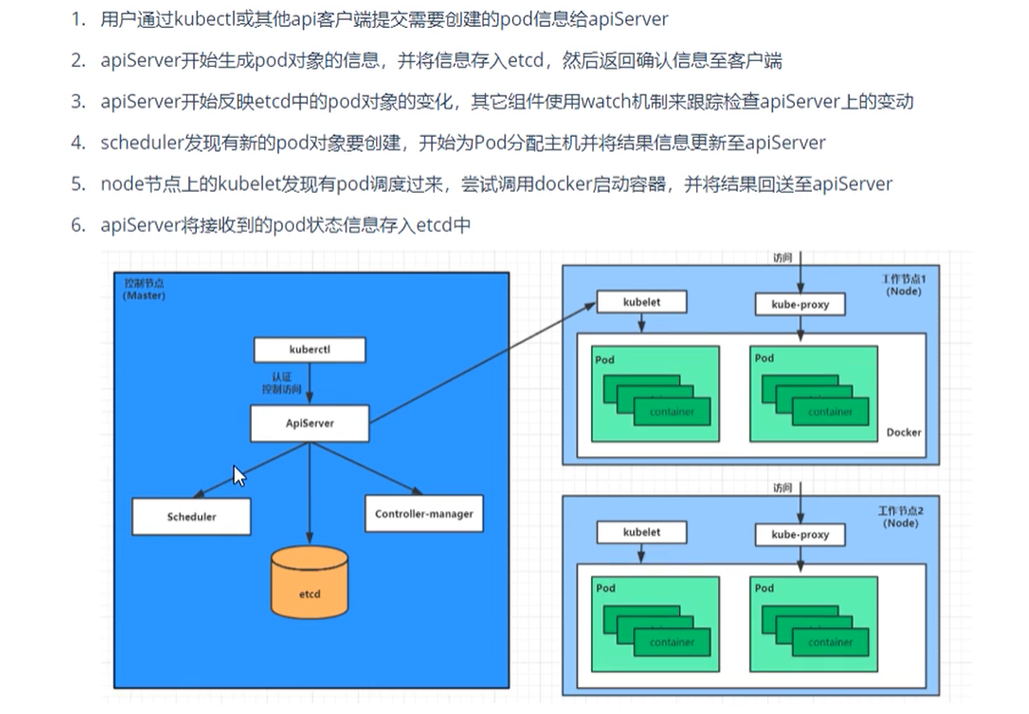 1. 用户通过kubectl或其他api客户端提交需要创建的pod信息给apiServer
2. apiServer开始生成pod对象的信息，并将信息存入etcd，然后返回确认信息至客户端
3. apiServer开始反映etcd中的pod对象的变化，其它组件使用watch机制来跟踪检查apiServer上的变动
4. scheduler发现有新的pod对象要创建，开始为Pod分配主机并将结果信息更新至apiServer
5. node节点上的kubelet发现有pod调度过来，尝试调用docker启动容器，并将结果回送至apiServer
6. apiServer将接收到的pod状态信息存入etcd中
控制节点
(Master)
kuberctl
认证
控制访问
ApiServer
Scheduler
Controller-manager
etcd
访问
工作节点1
(Node)
kubelet
kube-proxy
Pod
container
Pod
container
Docker
访问
工作节点2
(Node)
kubelet
kube-proxy
Pod
container
Pod
container